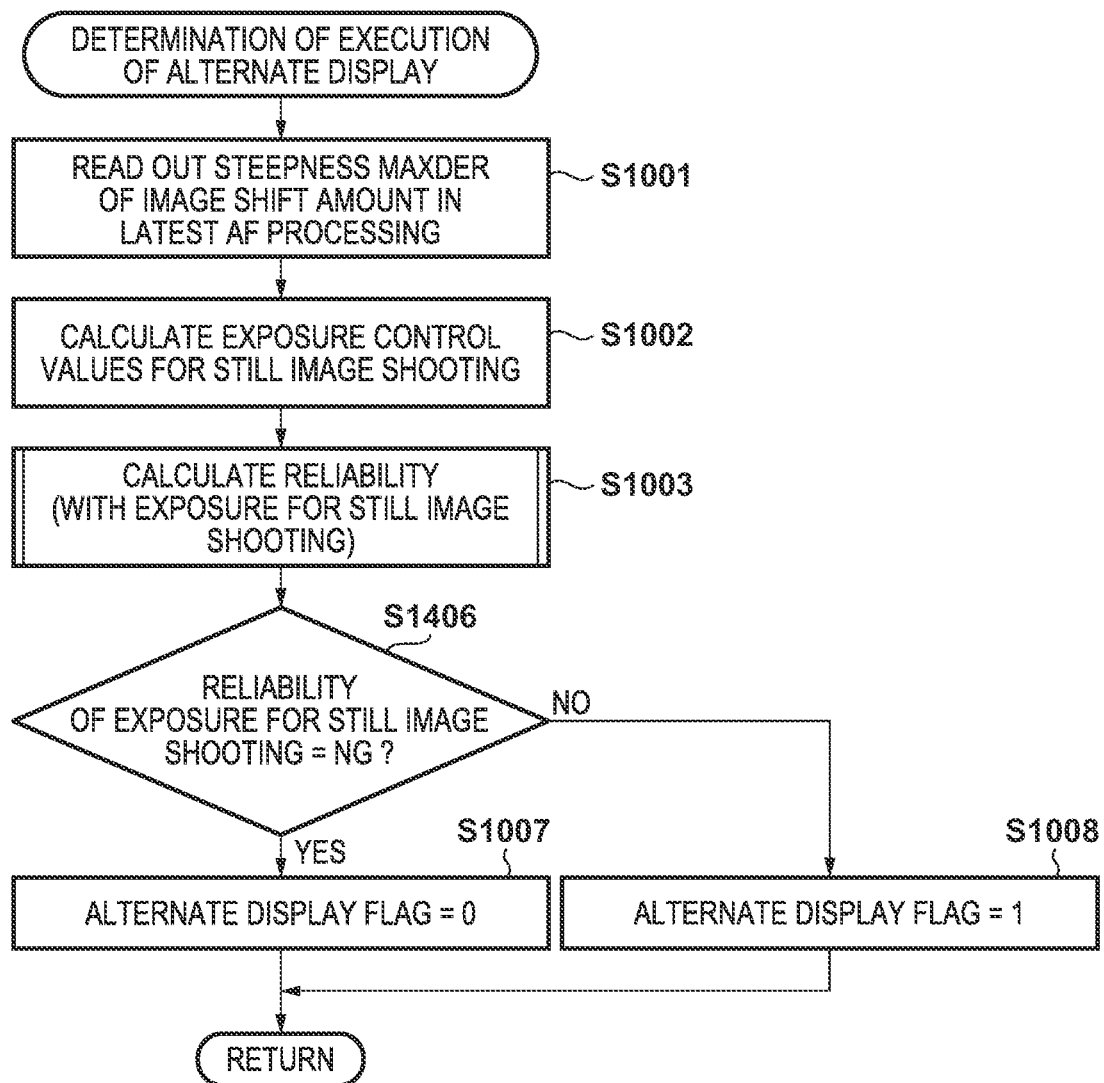 DETERMINATION OF EXECUTION
OF ALTERNATE DISPLAY
READ OUT STEEPNESS MAXDER
OF IMAGE SHIFT AMOUNT IN
LATEST AF PROCESSING
S1001
CALCULATE EXPOSURE CONTROL
VALUES FOR STILL IMAGE SHOOTING
S1002
CALCULATE RELIABILITY
(WITH EXPOSURE FOR STILL IMAGE
SHOOTING)
S1003
S1406
RELIABILITY
OF EXPOSURE FOR STILL IMAGE
SHOOTING = NG ?
NO
YES
S1007
ALTERNATE DISPLAY FLAG = 0
S1008
ALTERNATE DISPLAY FLAG = 1
RETURN